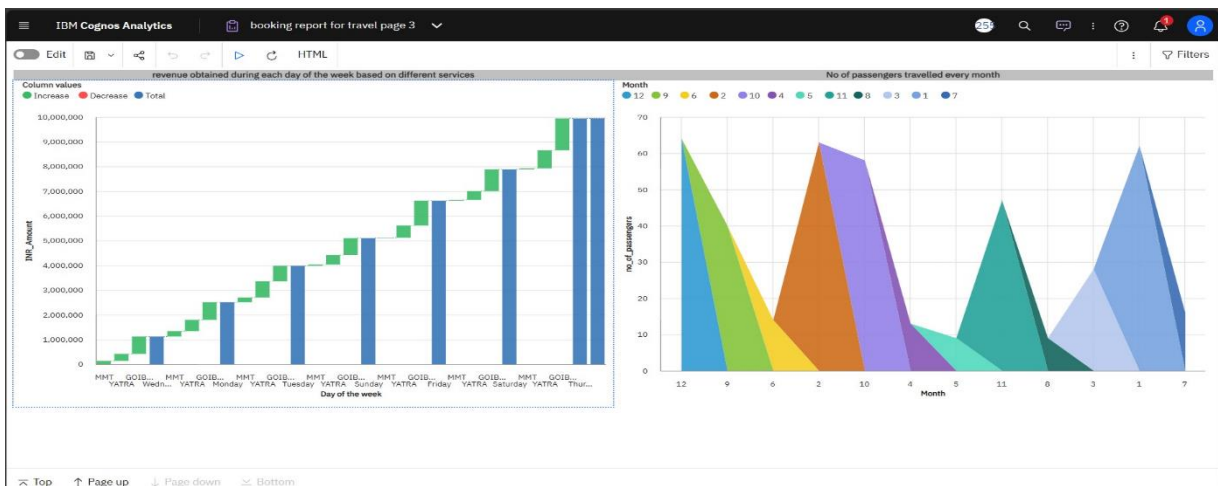 IBM Cognos Analytics
booking report for travel page 3
255
1
Edit
HTML
Filters
revenue obtained during each day of the week based on different services
Column values
Increase Decrease Total
10,000,000
9,000,000
8,000,000
7,000,000
6,000,000
5,000,000
4,000,000
3,000,000
2,000,000
1,000,000
0
INR_Amount
MMT GOIB... MMT GOIB... MMT GOIB... MMT GOIB... MMT GOIB... MMT GOIB... MMT GOIB...
YATRA Wedn... YATRA Monday YATRA Tuesday YATRA Sunday YATRA Friday YATRA Saturday YATRA Thur...
Day of the week
No of passengers travelled every month
Month
12 9 6 2 10 4 5 11 8 3 1 7
70
60
50
40
30
20
10
0
no_of_passengers
12 9 6 2 10 4 5 11 8 3 1 7
Month
Top Page up Page down Bottom